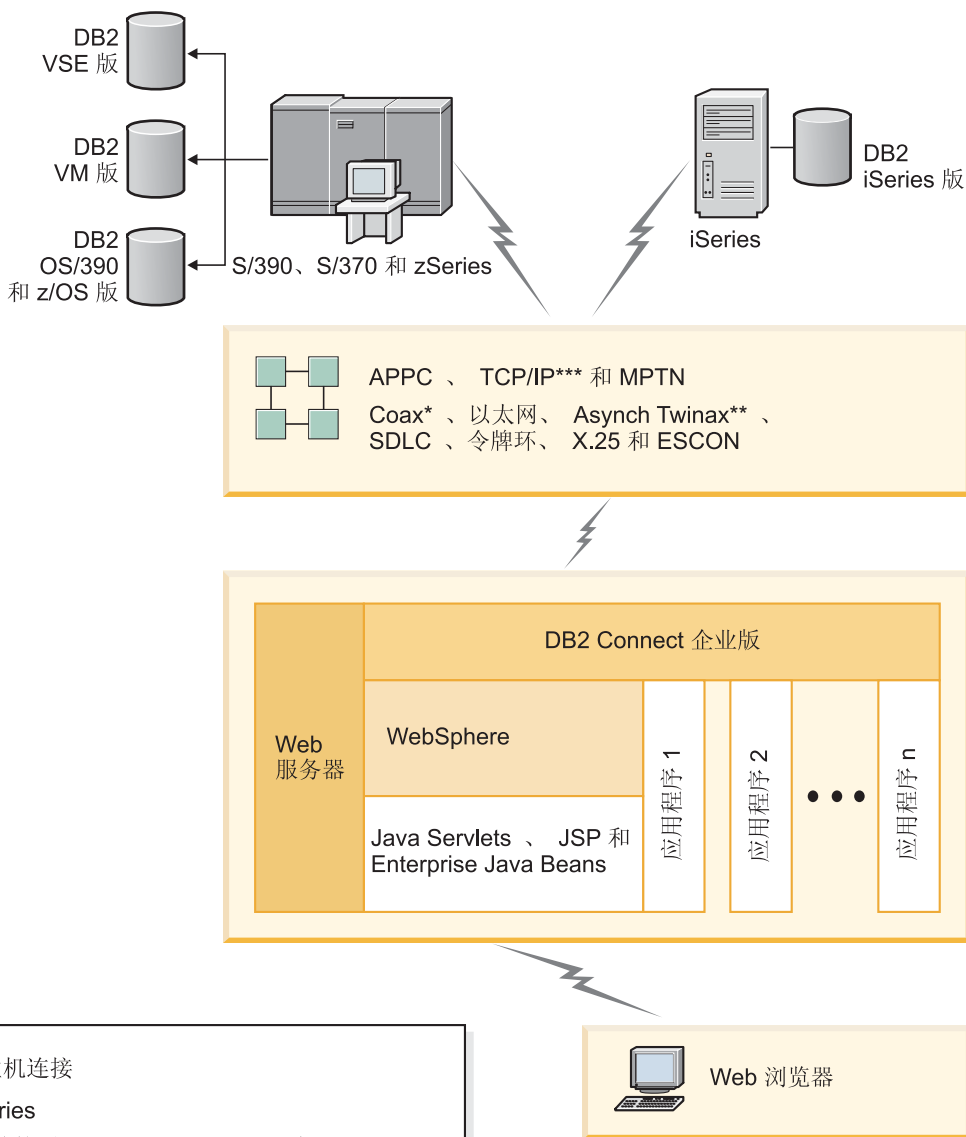 DB2
VSE 版
DB2
VM 版
DB2
OS/390
和 z/OS 版
S/390、S/370 和 zSeries
iSeries
DB2
iSeries 版
APPC 、 TCP/IP*** 和 MPTN
Coax* 、以太网、 Asynch Twinax** 、
SDLC 、令牌环、 X.25 和 ESCON
DB2 Connect 企业版
Web
服务器
WebSphere
Java Servlets 、 JSP 和
Enterprise Java Beans
应用程序 1
应用程序 2
应用程序 n
机连接
ries
Web 浏览器